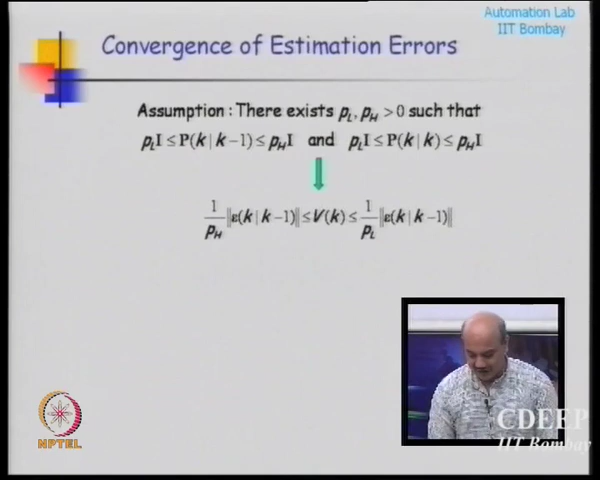 Automation Lab
IIT Bombay
Convergence of Estimation Errors
Assumption : There exists p_L, p_H > 0 such that
p_L I ≤ P(k | k −1) ≤ p_H I and p_L I ≤ P(k | k) ≤ p_H I
1/p_H ‖ε(k | k −1)‖ ≤ V(k) ≤ 1/p_L ‖ε(k | k −1)‖
NPTEL
CDEEP
IIT Bombay